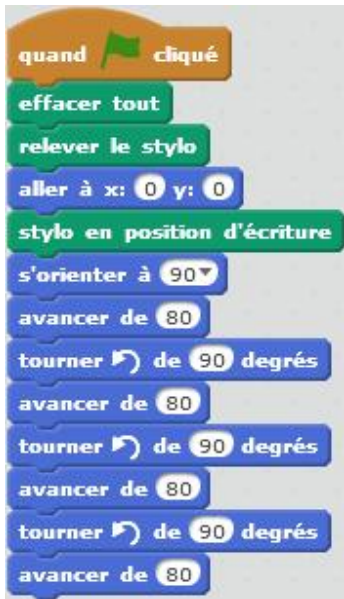 quand cliqué
effacer tout
relever le stylo
aller à x: 0 y: 0
stylo en position d'écriture
s'orienter à 90
avancer de 80
tourner de 90 degrés
avancer de 80
tourner de 90 degrés
avancer de 80
tourner de 90 degrés
avancer de 80